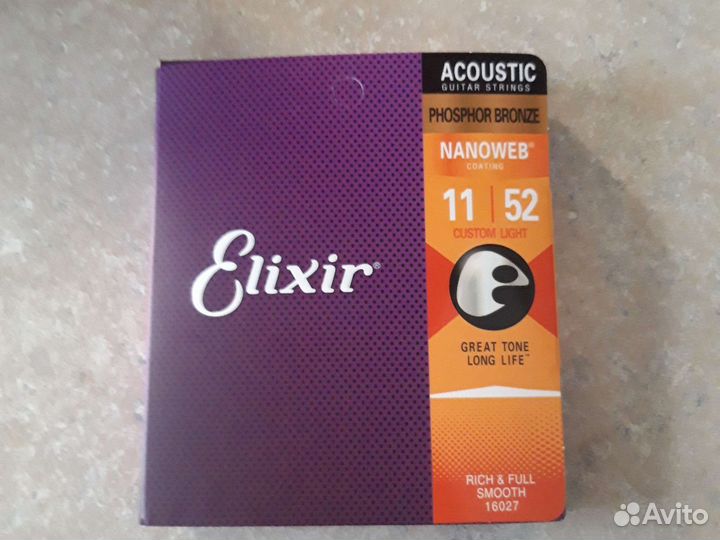 Elixir®
ACOUSTIC
GUITAR STRINGS
PHOSPHOR BRONZE
NANOWEB®
COATING
11 | 52
CUSTOM LIGHT
GREAT TONE
LONG LIFE™
RICH & FULL
SMOOTH
16027
Avito